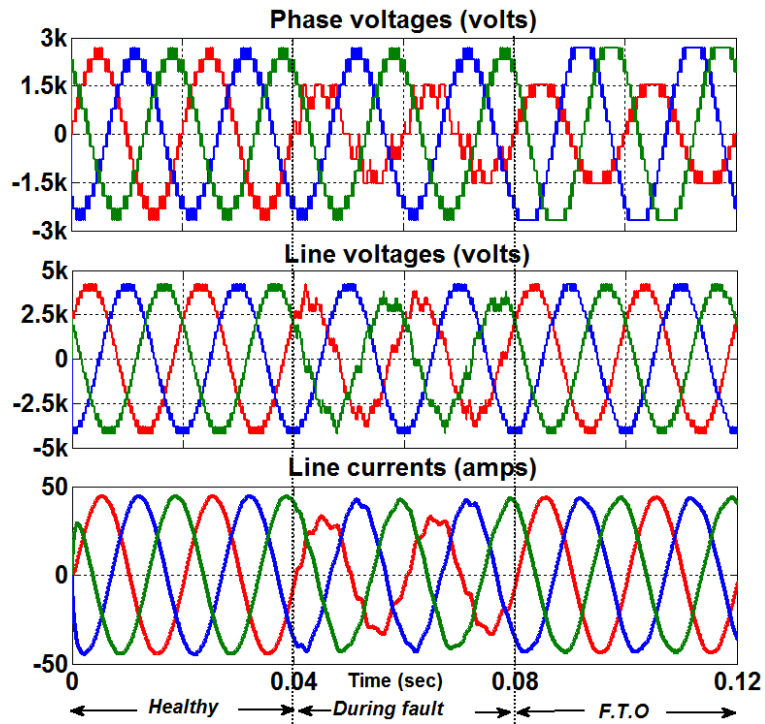 Phase voltages (volts)
3k
1.5k
0
-1.5k
-3k
Line voltages (volts)
5k
2.5k
0
-2.5k
-5k
Line currents (amps)
50
0
-50
0 0.04 Time (sec) 0.08 0.12
Healthy During fault F.T.O